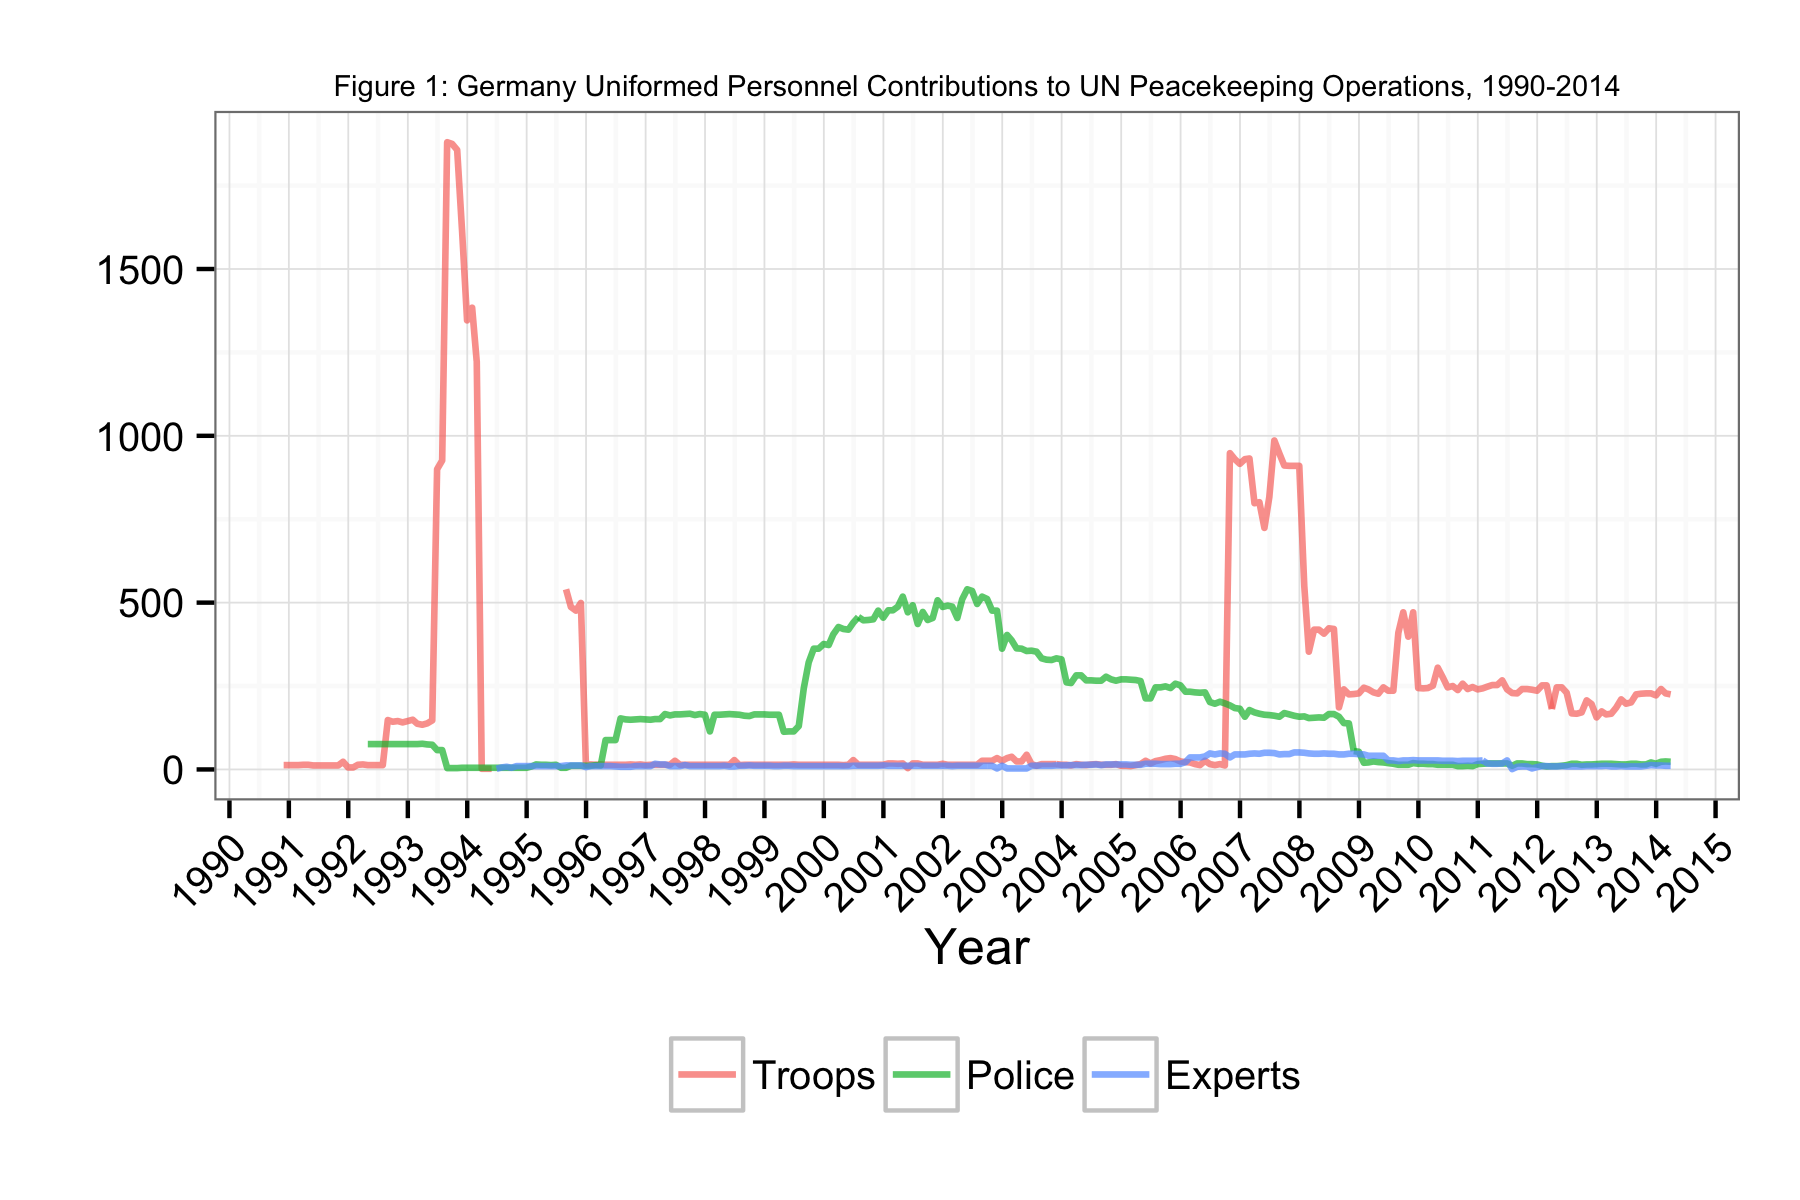 Figure 1: Germany Uniformed Personnel Contributions to UN Peacekeeping Operations, 1990-2014
1500
1000
500
0
1990 1991 1992 1993 1994 1995 1996 1997 1998 1999 2000 2001 2002 2003 2004 2005 2006 2007 2008 2009 2010 2011 2012 2013 2014 2015
Year
Troops Police Experts